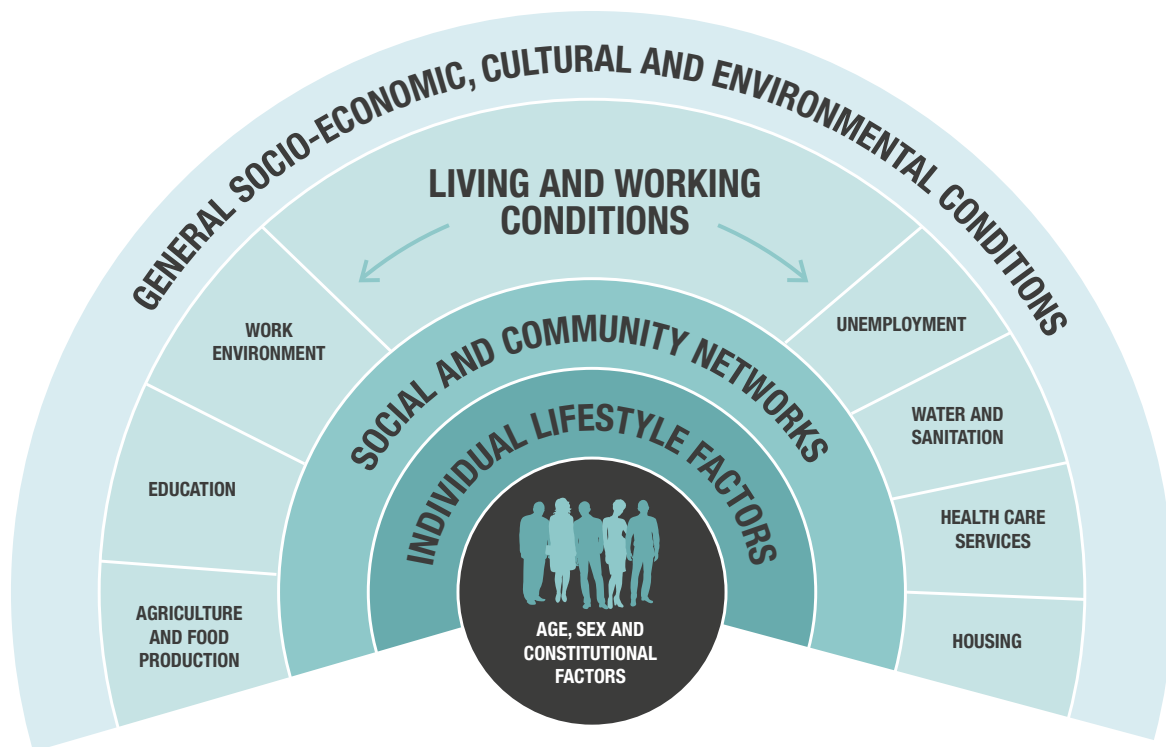 GENERAL SOCIO-ECONOMIC, CULTURAL AND ENVIRONMENTAL CONDITIONS
LIVING AND WORKING
CONDITIONS
WORK
ENVIRONMENT
EDUCATION
AGRICULTURE
AND FOOD
PRODUCTION
UNEMPLOYMENT
WATER AND
SANITATION
HEALTH CARE
SERVICES
HOUSING
SOCIAL AND COMMUNITY NETWORKS
INDIVIDUAL LIFESTYLE FACTORS
AGE, SEX AND
CONSTITUTIONAL
FACTORS